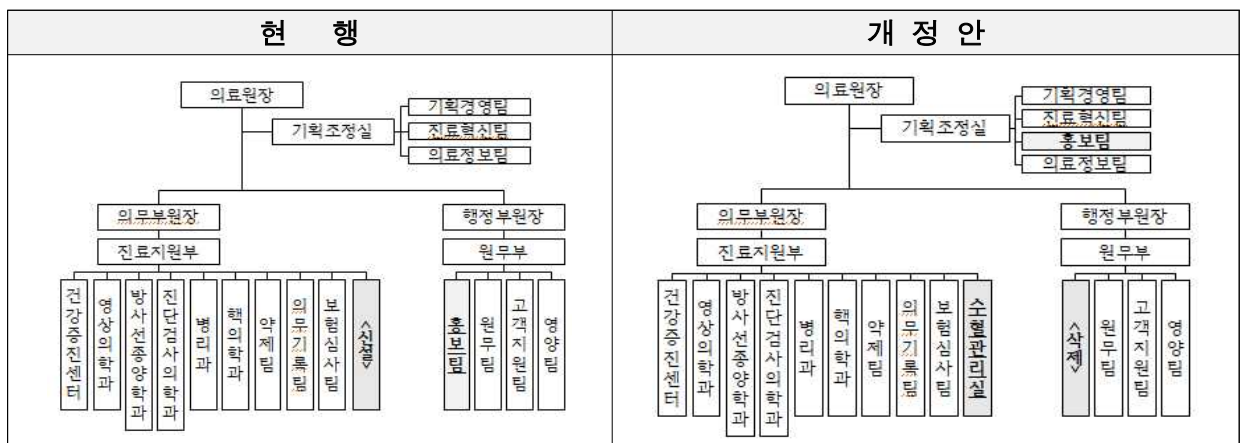 현 행
의료원장
기획조정실
기획경영팀
진료혁신팀
의료정보팀
의무부원장
행정부원장
진료지원부
원무부
건강증진센터
영상의학과
방사선종양학과
진단검사의학과
병리과
핵의학과
약제팀
의무기록팀
보험심사팀
<신설>
홍보팀
원무팀
고객지원팀
영양팀
개 정 안
의료원장
기획조정실
기획경영팀
진료혁신팀
홍보팀
의료정보팀
의무부원장
행정부원장
진료지원부
원무부
건강증진센터
영상의학과
방사선종양학과
진단검사의학과
병리과
핵의학과
약제팀
의무기록팀
보험심사팀
수혈관리실
<삭제>
원무팀
고객지원팀
영양팀